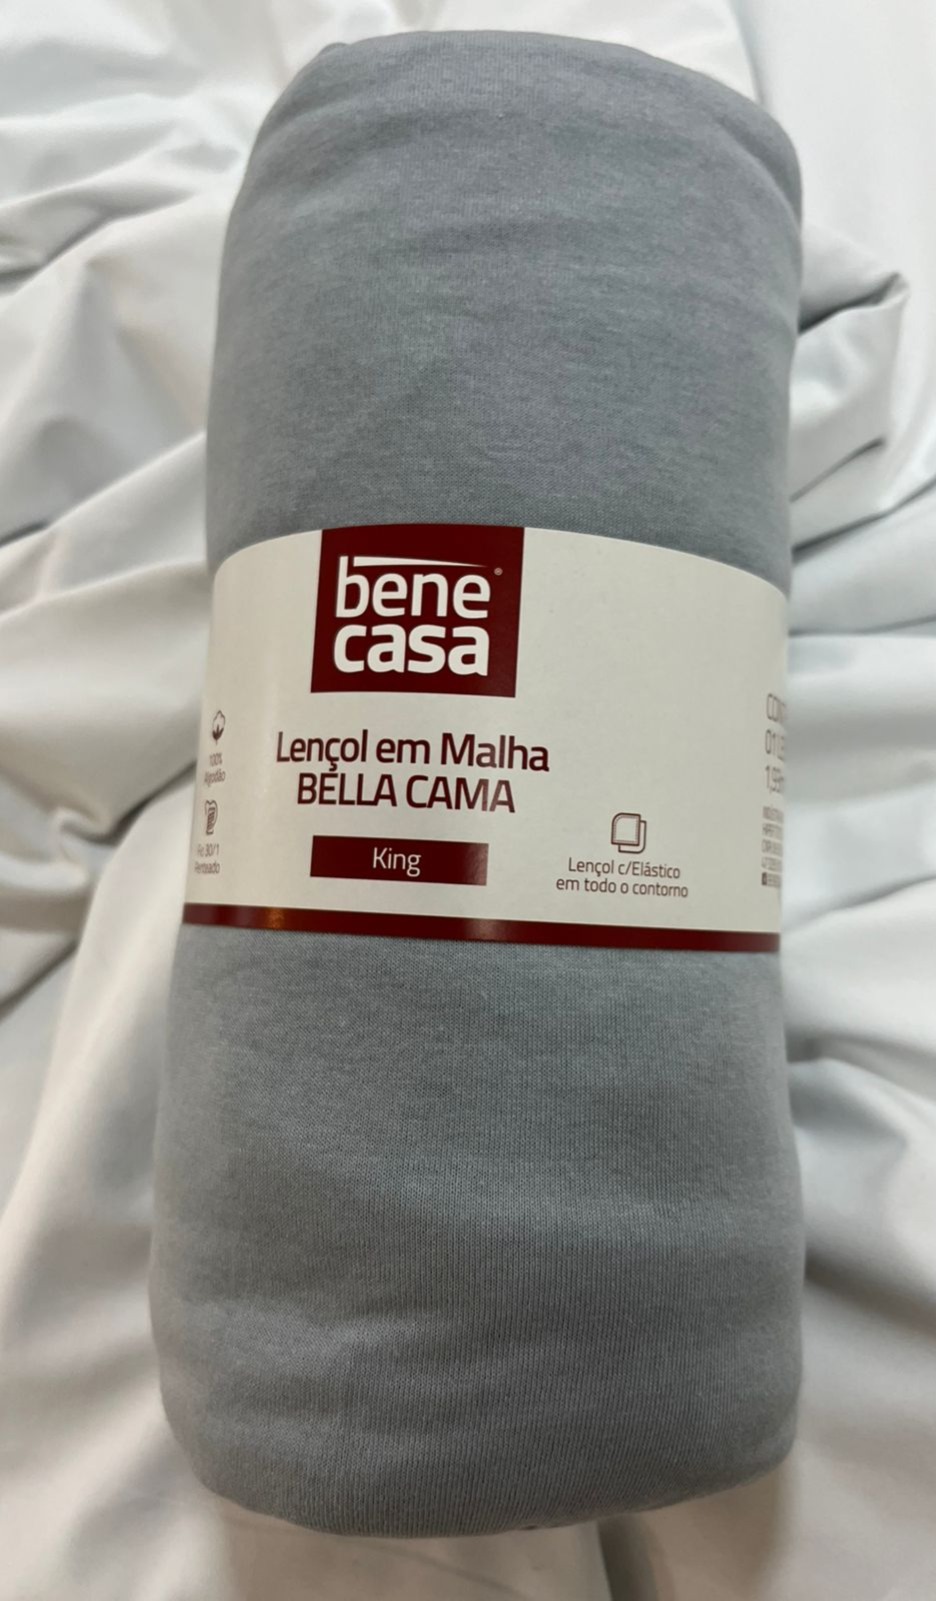 bene
casa
®
100%
Algodão
Fio 30/1
Penteado
Lençol em Malha
BELLA CAMA
King
Lençol c/Elástico
em todo o contorno